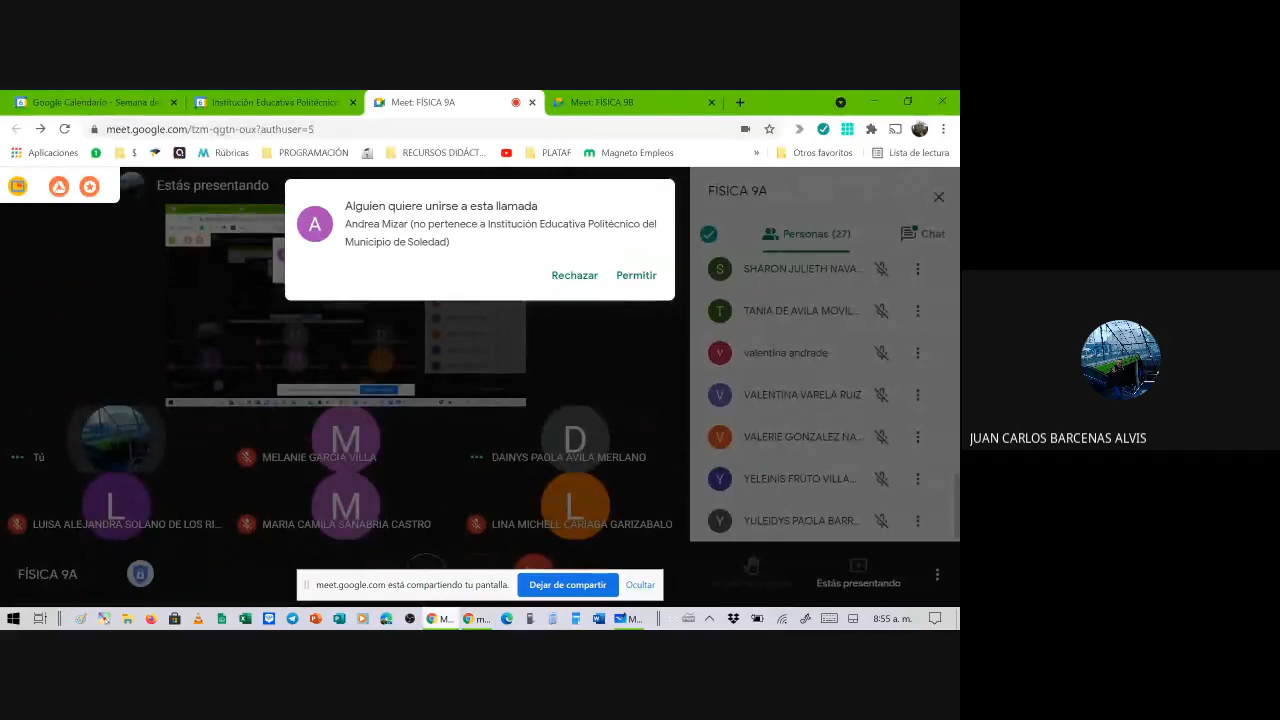 Google Calendario - Semana de
Institución Educativa Politécnico
Meet: FÍSICA 9A
Meet: FÍSICA 9B
meet.google.com/tzm-qgtn-oux?authuser=5
Aplicaciones
1
$
Rúbricas
PROGRAMACIÓN
RECURSOS DIDÁCT...
PLATAF
Magneto Empleos
»
Otros favoritos
Lista de lectura
Estás presentando
A
Alguien quiere unirse a esta llamada
Andrea Mizar (no pertenece a Institución Educativa Politécnico del
Municipio de Soledad)
Rechazar
Permitir
FÍSICA 9A
Personas (27)
Chat
S
SHARON JULIETH NAVA...
T
TANIA DE AVILA MOVIL...
V
valentina andrade
V
VALENTINA VARELA RUIZ
V
VALERIE GONZALEZ NA...
Y
YELEINIS FRUTO VILLA...
Y
YULEIDYS PAOLA BARR...
Tú
M
MELANIE GARCIA VILLA
D
DAINYS PAOLA AVILA MERLANO
L
LUISA ALEJANDRA SOLANO DE LOS RI...
M
MARIA CAMILA SANABRIA CASTRO
L
LINA MICHELL CARIAGA GARIZABALO
FÍSICA 9A
meet.google.com está compartiendo tu pantalla.
Dejar de compartir
Ocultar
Estás presentando
M...
m...
M...
8:55 a. m.
JUAN CARLOS BARCENAS ALVIS